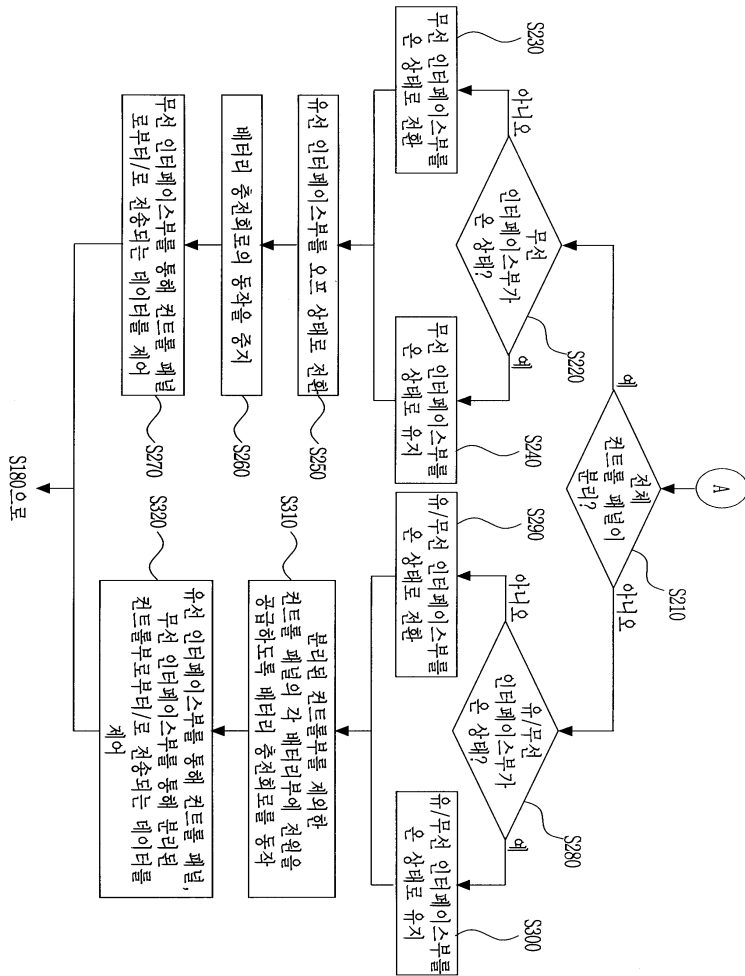 A
전체
컨트롤 패널이
분리?
S210
예
아니요
무선
인터페이스부가
온 상태?
S220
아니요
예
무선 인터페이스부를
온 상태로 전환
S230
무선 인터페이스부를
온 상태로 유지
S240
유선 인터페이스부를 오프 상태로 전환
S250
배터리 충전회로의 동작을 중지
S260
무선 인터페이스부를 통해 컨트롤 패널
로부터/로 전송되는 데이터를 제어
S270
유/무선
인터페이스부가
온 상태?
S280
아니요
예
유/무선 인터페이스부를
온 상태로 전환
S290
유/무선 인터페이스부를
온 상태로 유지
S300
분리된 컨트롤부를 제외한
컨트롤 패널의 각 배터리부에 전원을
공급하도록 배터리 충전회로를 동작
S310
유선 인터페이스부를 통해 컨트롤 패널,
무선 인터페이스부를 통해 분리된
컨트롤부로부터/로 전송되는 데이터를
제어
S320
S180으로